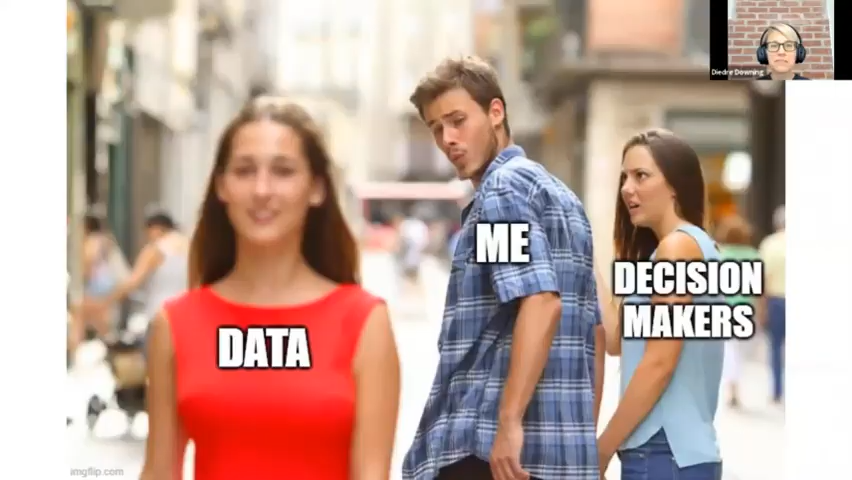 Diedre Downing
ME
DECISION
MAKERS
DATA
imgflip.com